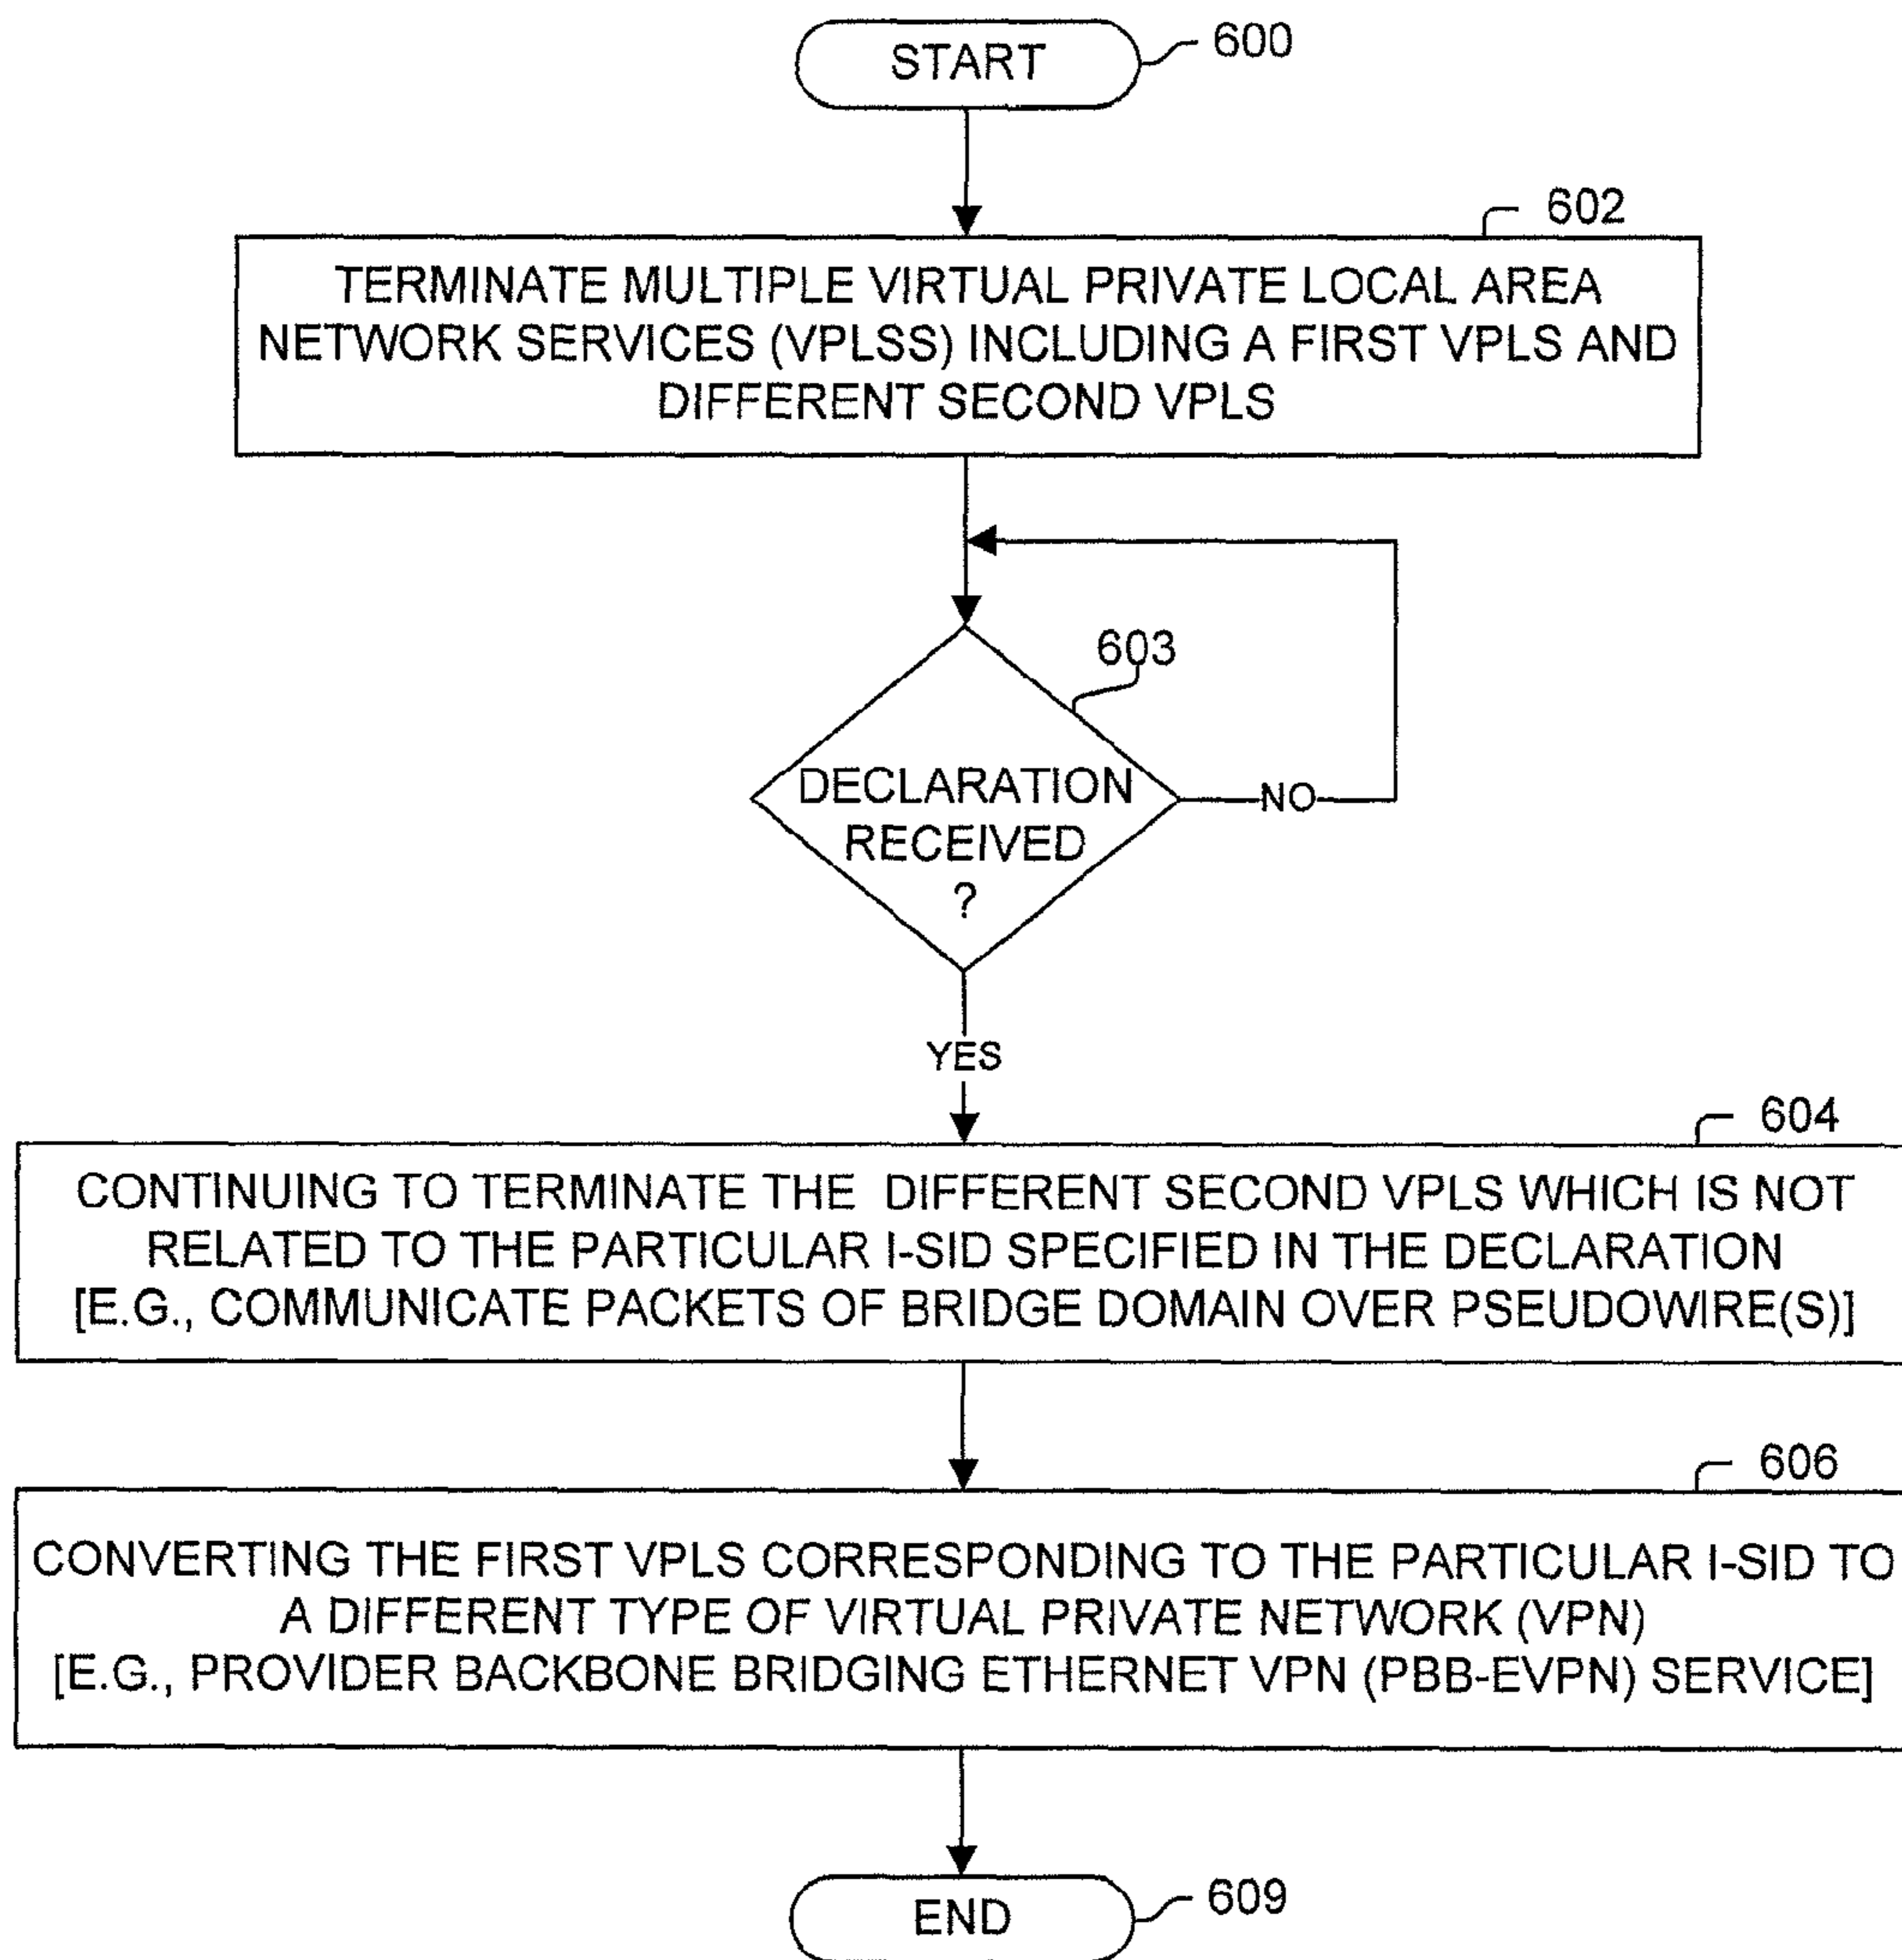 START
600
602
TERMINATE MULTIPLE VIRTUAL PRIVATE LOCAL AREA
NETWORK SERVICES (VPLSS) INCLUDING A FIRST VPLS AND
DIFFERENT SECOND VPLS
603
DECLARATION
RECEIVED
?
NO
YES
604
CONTINUING TO TERMINATE THE DIFFERENT SECOND VPLS WHICH IS NOT
RELATED TO THE PARTICULAR I-SID SPECIFIED IN THE DECLARATION
[E.G., COMMUNICATE PACKETS OF BRIDGE DOMAIN OVER PSEUDOWIRE(S)]
606
CONVERTING THE FIRST VPLS CORRESPONDING TO THE PARTICULAR I-SID TO
A DIFFERENT TYPE OF VIRTUAL PRIVATE NETWORK (VPN)
[E.G., PROVIDER BACKBONE BRIDGING ETHERNET VPN (PBB-EVPN) SERVICE]
END
609